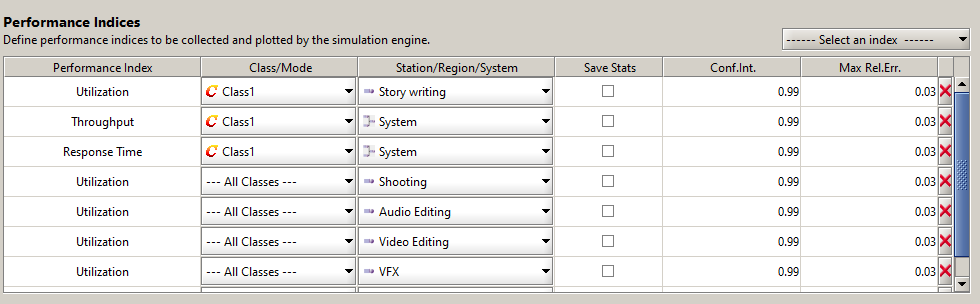 Performance Indices
Define performance indices to be collected and plotted by the simulation engine.
------ Select an index ------
Performance Index Class/Mode Station/Region/System Save Stats Conf.Int. Max Rel.Err.
Utilization C Class1 Story writing 0.99 0.03
Throughput C Class1 System 0.99 0.03
Response Time C Class1 System 0.99 0.03
Utilization --- All Classes --- Shooting 0.99 0.03
Utilization --- All Classes --- Audio Editing 0.99 0.03
Utilization --- All Classes --- Video Editing 0.99 0.03
Utilization --- All Classes --- VFX 0.99 0.03